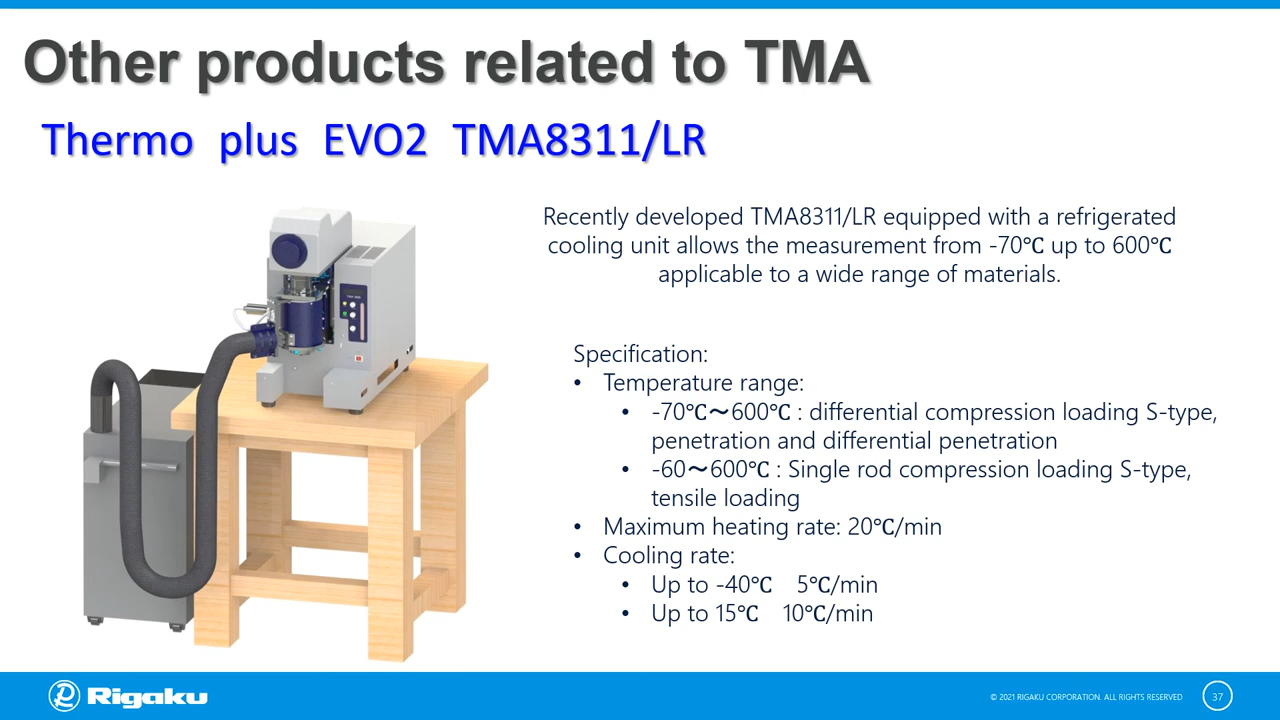 Other products related to TMA
Thermo plus EVO2 TMA8311/LR
Recently developed TMA8311/LR equipped with a refrigerated
cooling unit allows the measurement from -70℃ up to 600℃
applicable to a wide range of materials.
Specification:
• Temperature range:
• -70℃～600℃ : differential compression loading S-type,
penetration and differential penetration
• -60～600℃ : Single rod compression loading S-type,
tensile loading
• Maximum heating rate: 20℃/min
• Cooling rate:
• Up to -40℃ 5℃/min
• Up to 15℃ 10℃/min
Rigaku
© 2021 RIGAKU CORPORATION. ALL RIGHTS RESERVED
37